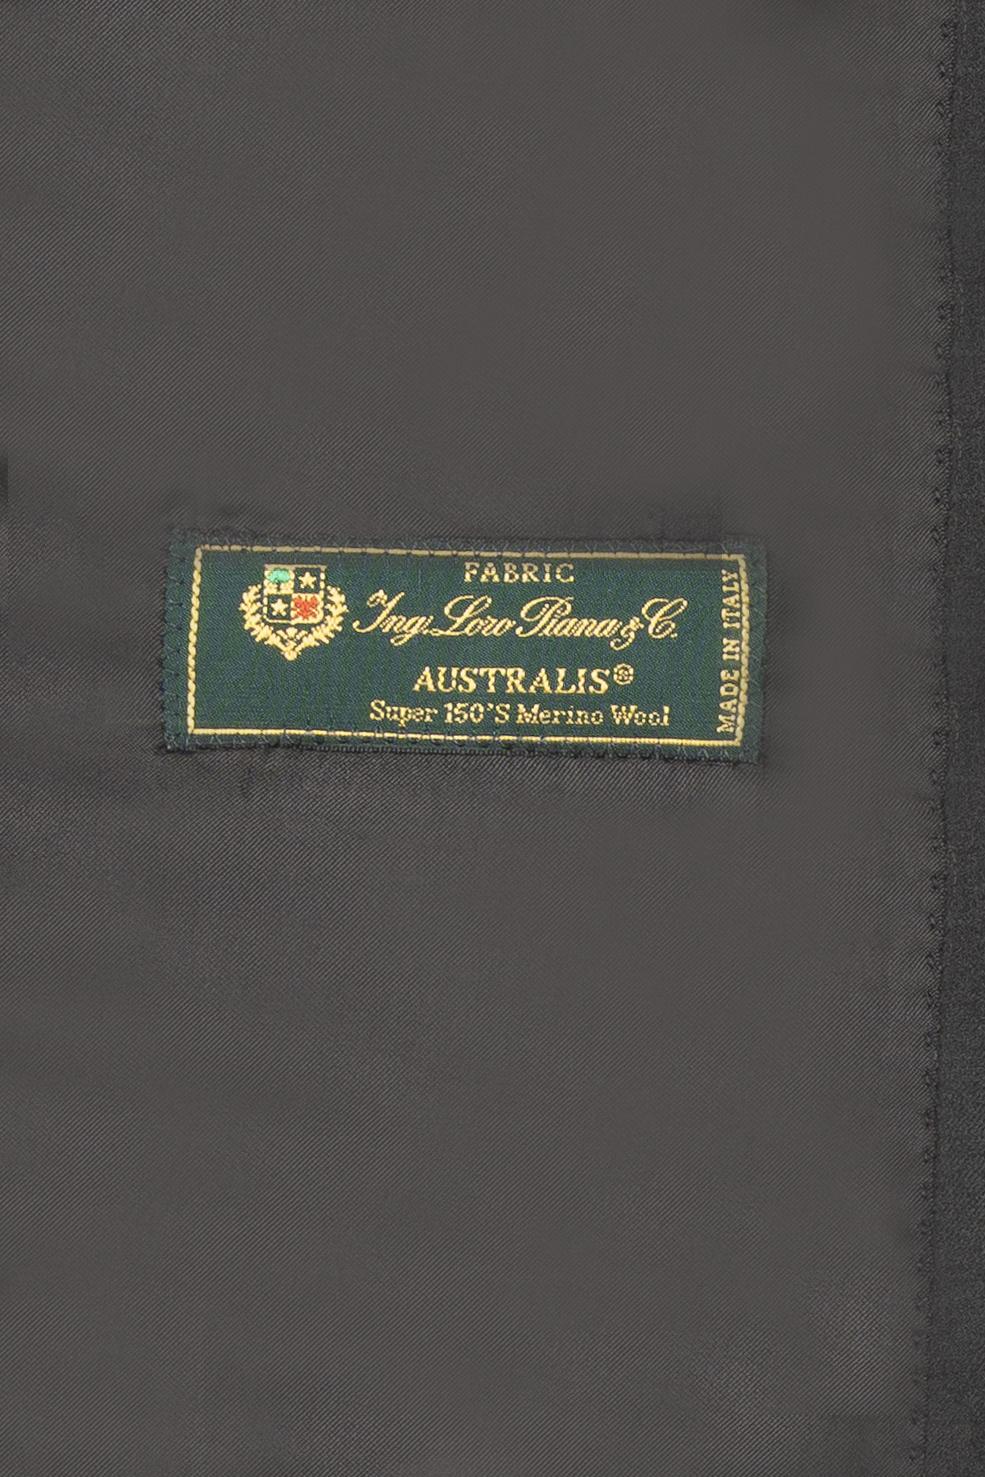 FABRIC
Ing. Loro Piana & C.
AUSTRALIS®
Super 150'S Merino Wool
MADE IN ITALY